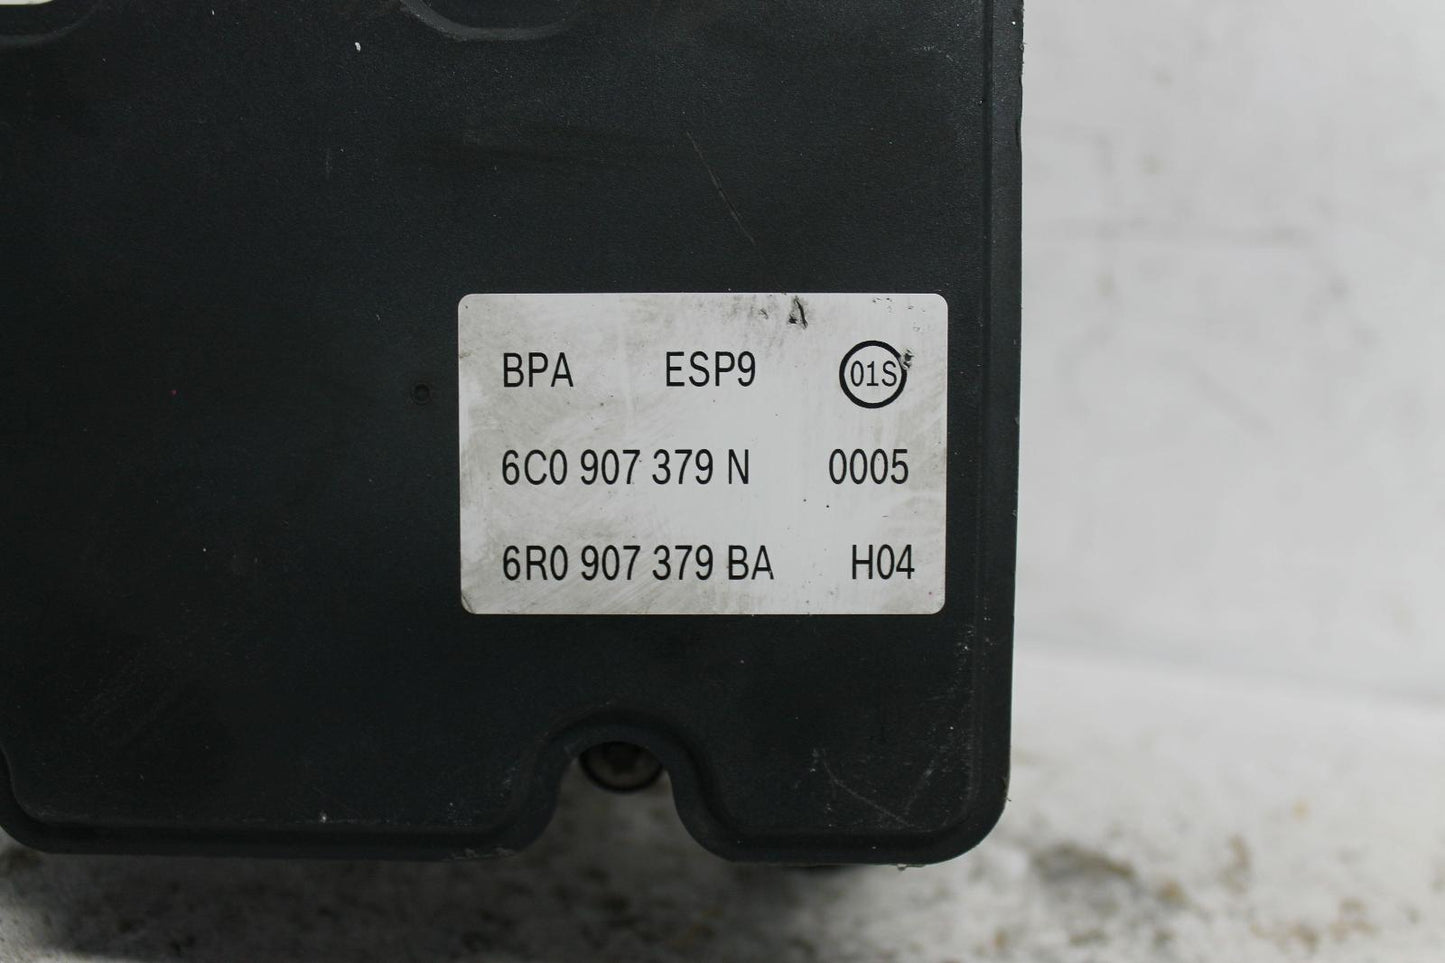 BPA ESP9 01S
6C0 907 379 N 0005
6R0 907 379 BA H04